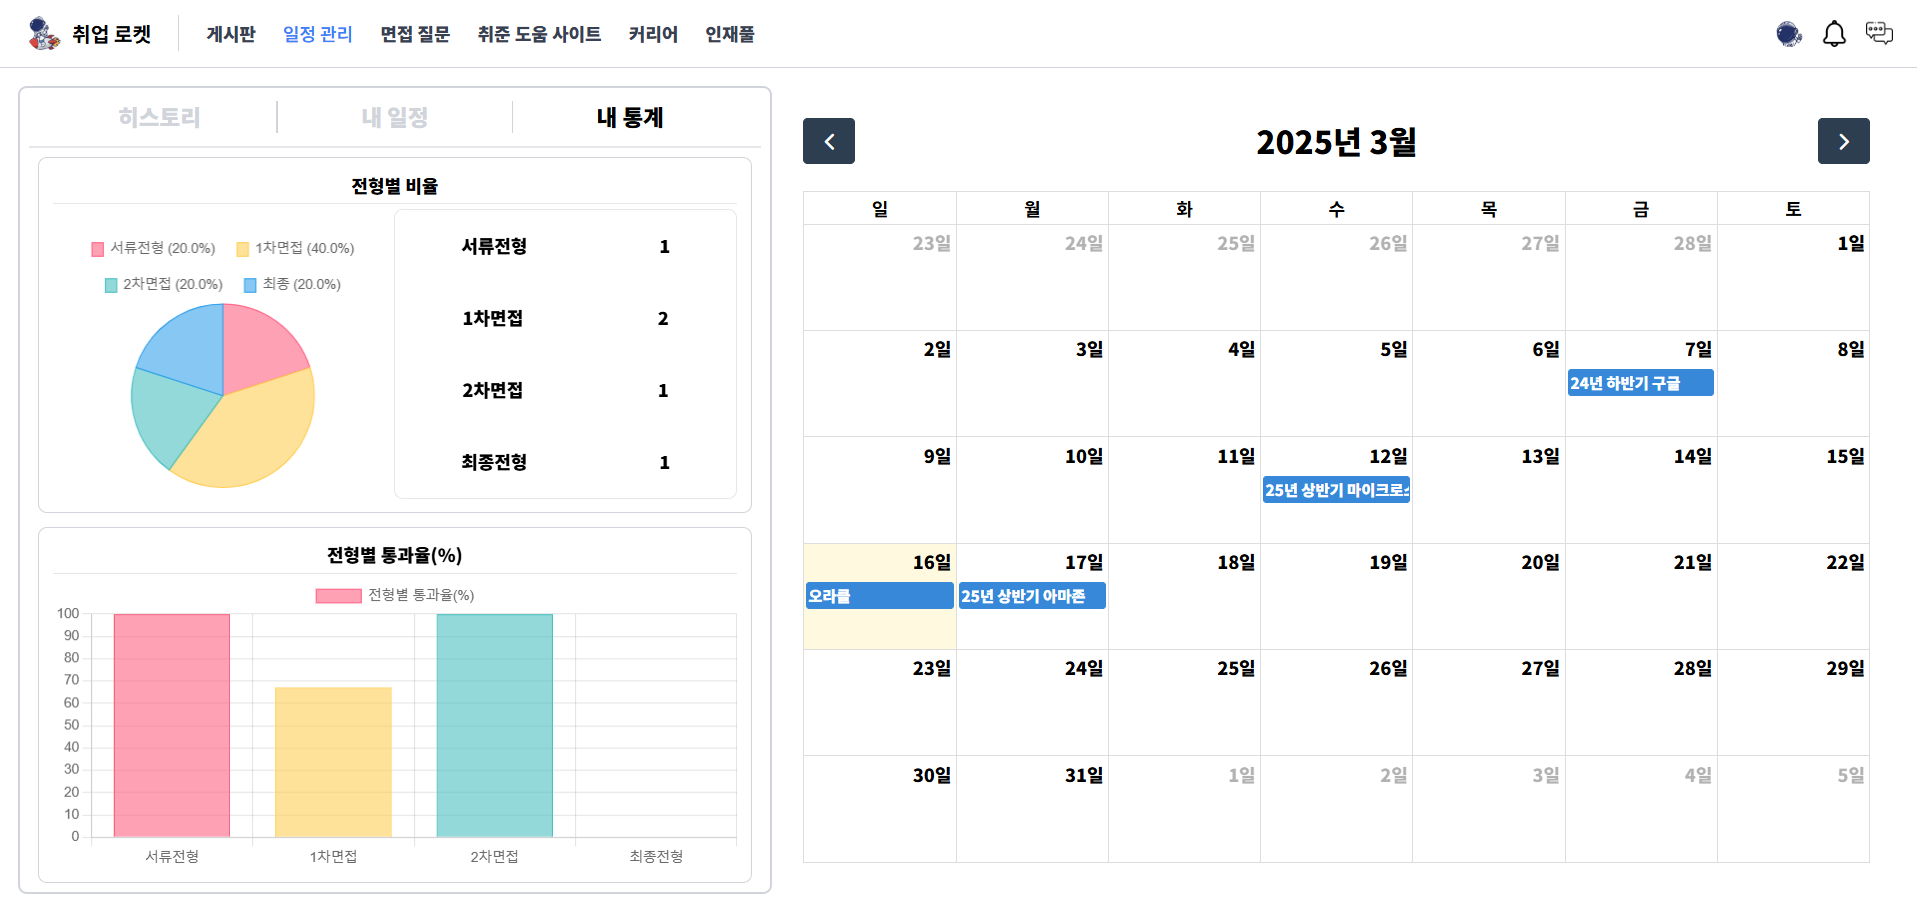 취업 로켓
게시판 일정 관리 면접 질문 취준 도움 사이트 커리어 인재풀
히스토리 내 일정 내 통계
전형별 비율
서류전형 (20.0%) 1차면접 (40.0%)
2차면접 (20.0%) 최종 (20.0%)
서류전형 1
1차면접 2
2차면접 1
최종전형 1
전형별 통과율(%)
전형별 통과율(%)
100
90
80
70
60
50
40
30
20
10
0
서류전형 1차면접 2차면접 최종전형
2025년 3월
일 월 화 수 목 금 토
23일 24일 25일 26일 27일 28일 1일
2일 3일 4일 5일 6일 7일 8일
24년 하반기 구글
9일 10일 11일 12일 13일 14일 15일
25년 상반기 마이크로
16일 17일 18일 19일 20일 21일 22일
오라클 25년 상반기 아마존
23일 24일 25일 26일 27일 28일 29일
30일 31일 1일 2일 3일 4일 5일